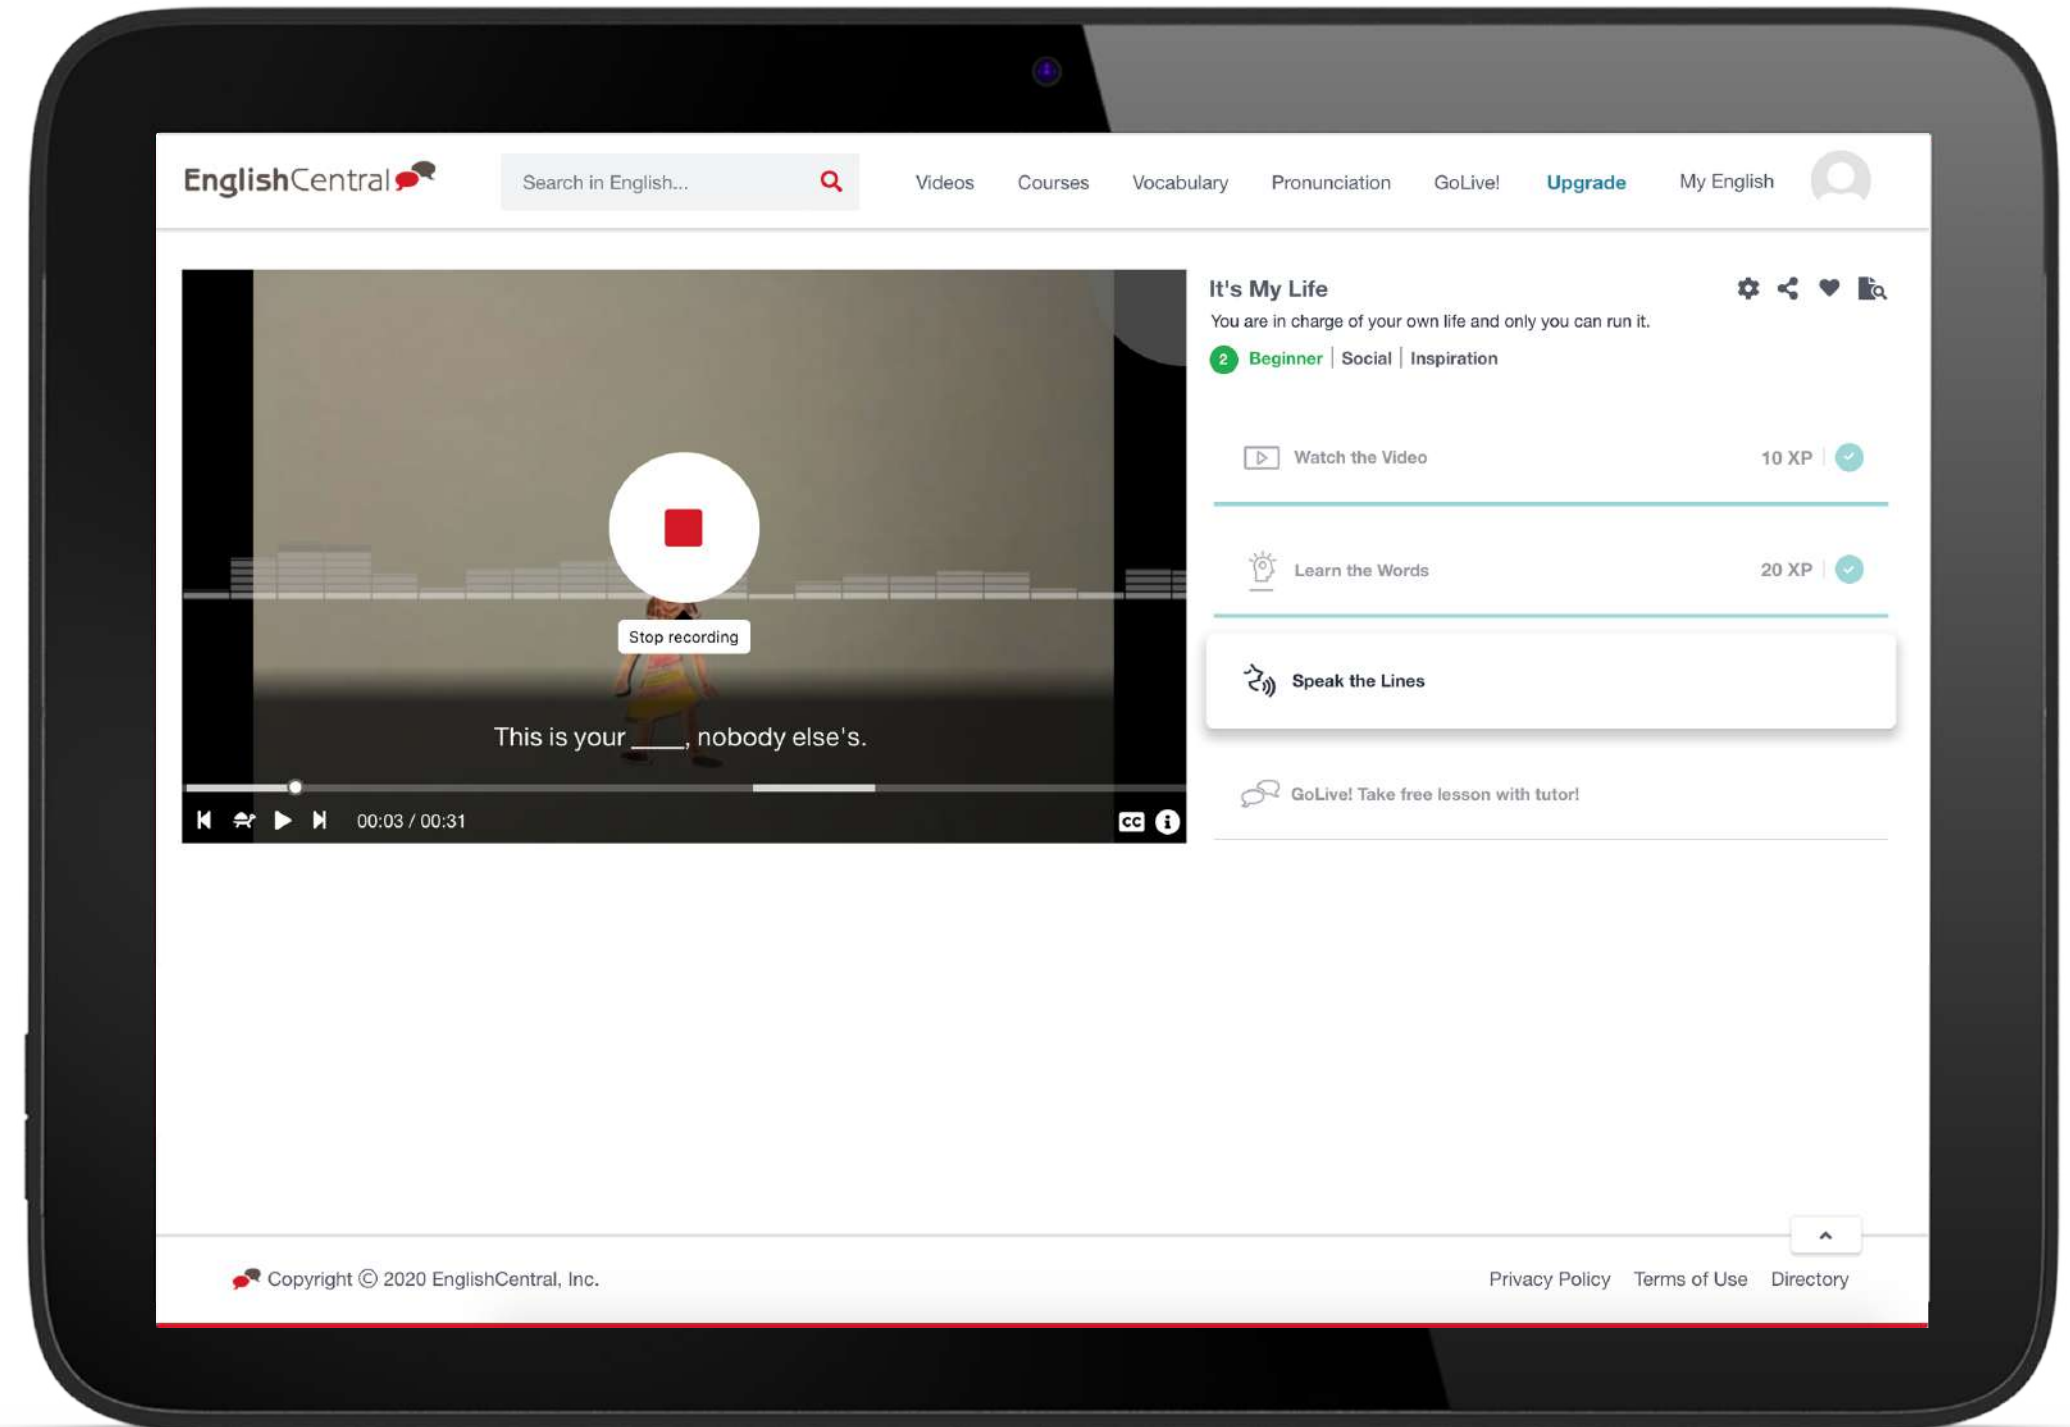 EnglishCentral
Search in English...
Videos
Courses
Vocabulary
Pronunciation
GoLive!
Upgrade
My English
Stop recording
This is your ____, nobody else's.
00:03 / 00:31
CC
It's My Life
You are in charge of your own life and only you can run it.
2 Beginner | Social | Inspiration
Watch the Video 10 XP
Learn the Words 20 XP
Speak the Lines
GoLive! Take free lesson with tutor!
Copyright © 2020 EnglishCentral, Inc.
Privacy Policy
Terms of Use
Directory